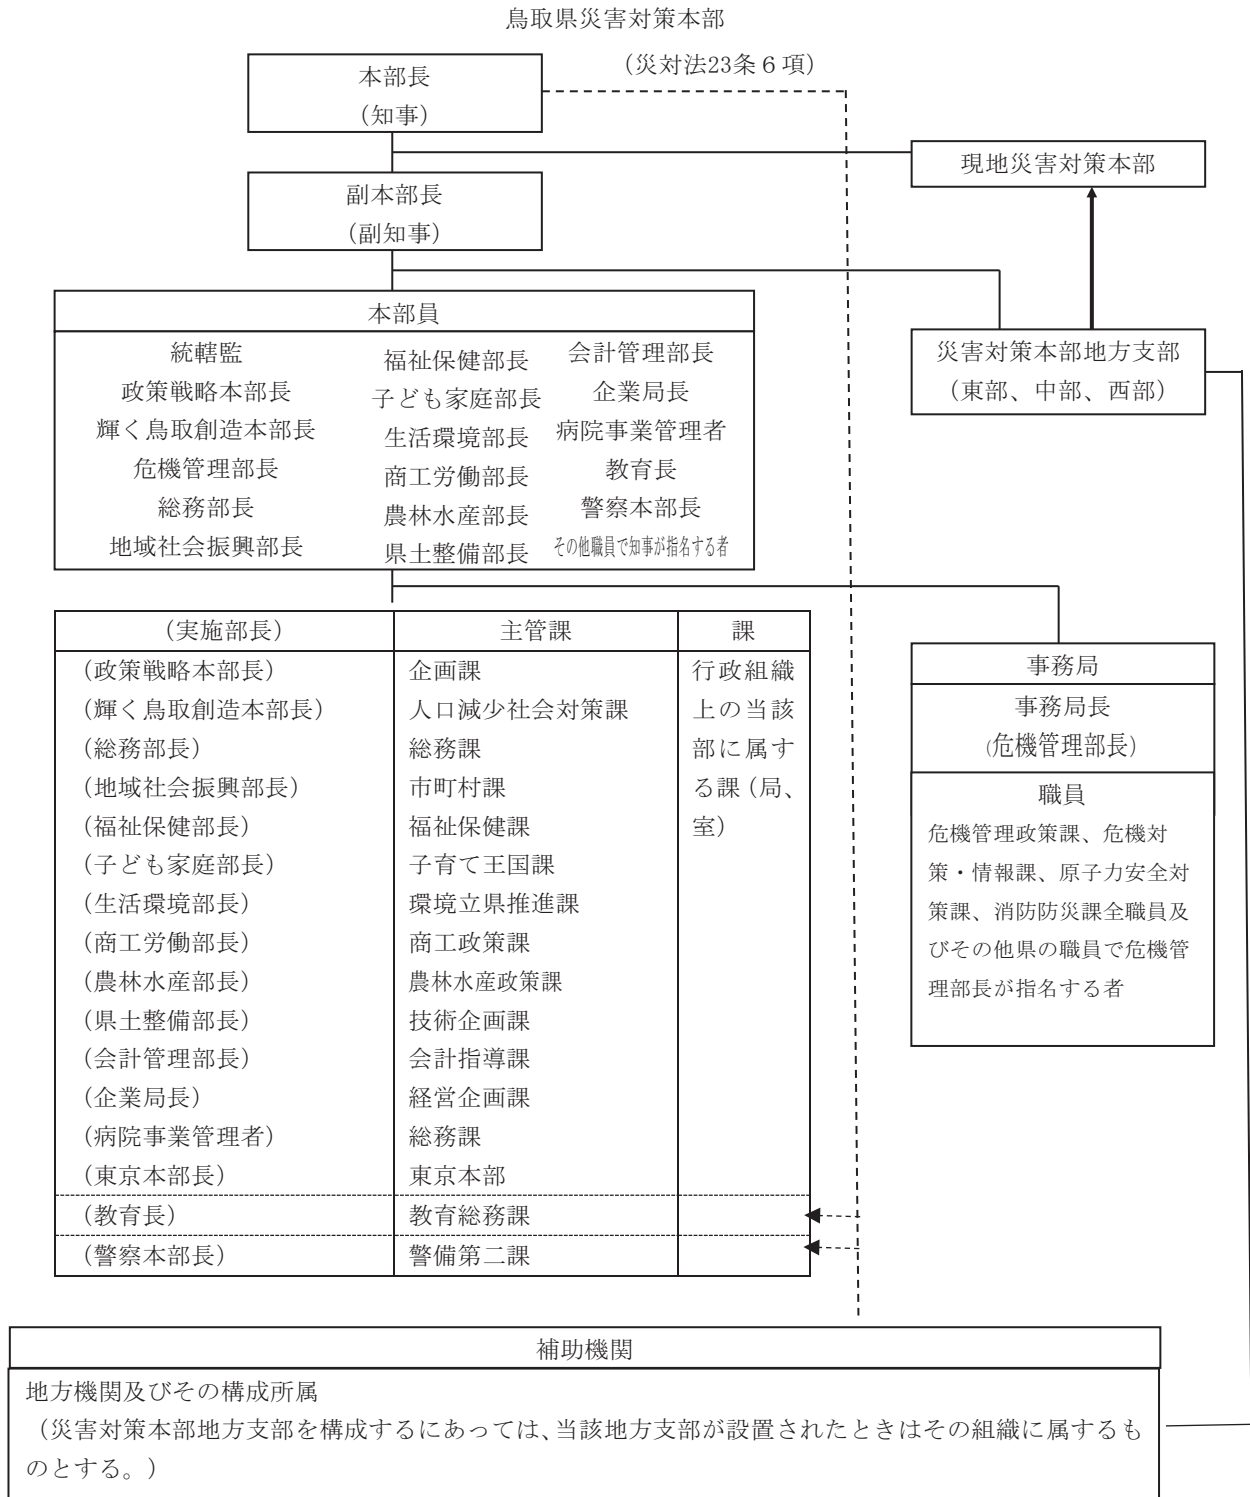 鳥取県災害対策本部
(災対法23条6項)
本部長
(知事)
現地災害対策本部
副本部長
(副知事)
本部員
統轄監
政策戦略本部長
輝く鳥取創造本部長
危機管理部長
総務部長
地域社会振興部長
福祉保健部長
子ども家庭部長
生活環境部長
商工労働部長
農林水産部長
県土整備部長
会計管理部長
企業局長
病院事業管理者
教育長
警察本部長
その他職員で知事が指名する者
災害対策本部地方支部
(東部、中部、西部)
(実施部長) 主管課 課
(政策戦略本部長) 企画課
(輝く鳥取創造本部長) 人口減少社会対策課
(総務部長) 総務課
(地域社会振興部長) 市町村課
(福祉保健部長) 福祉保健課
(子ども家庭部長) 子育て王国課
(生活環境部長) 環境立県推進課
(商工労働部長) 商工政策課
(農林水産部長) 農林水産政策課
(県土整備部長) 技術企画課
(会計管理部長) 会計指導課
(企業局長) 経営企画課
(病院事業管理者) 総務課
(東京本部長) 東京本部
(教育長) 教育総務課
(警察本部長) 警備第二課
行政組織
上の当該
部に属す
る課(局、
室)
事務局
事務局長
(危機管理部長)
職員
危機管理政策課、危機対
策・情報課、原子力安全対
策課、消防防災課全職員及
びその他県の職員で危機管
理部長が指名する者
補助機関
地方機関及びその構成所属
(災害対策本部地方支部を構成するにあっては、当該地方支部が設置されたときはその組織に属するも
のとする。)